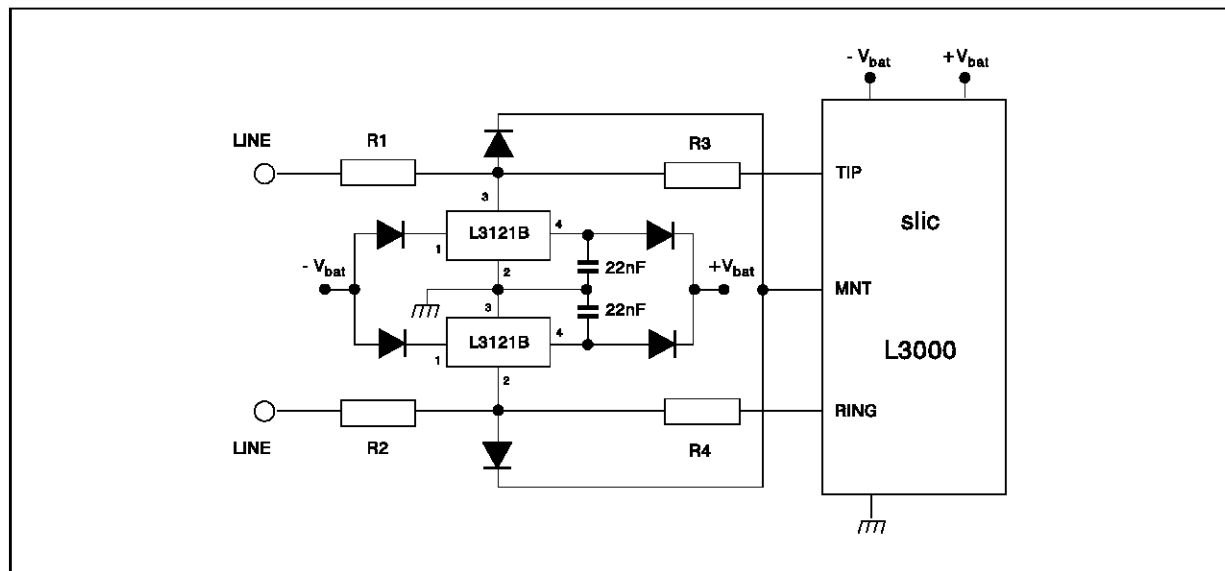 - Vbat
+Vbat
LINE
R1
R3
TIP
3
L3121B
1
4
2
22nF
slic
- Vbat
+Vbat
MNT
22nF
3
L3121B
1
4
2
L3000
RING
LINE
R2
R4